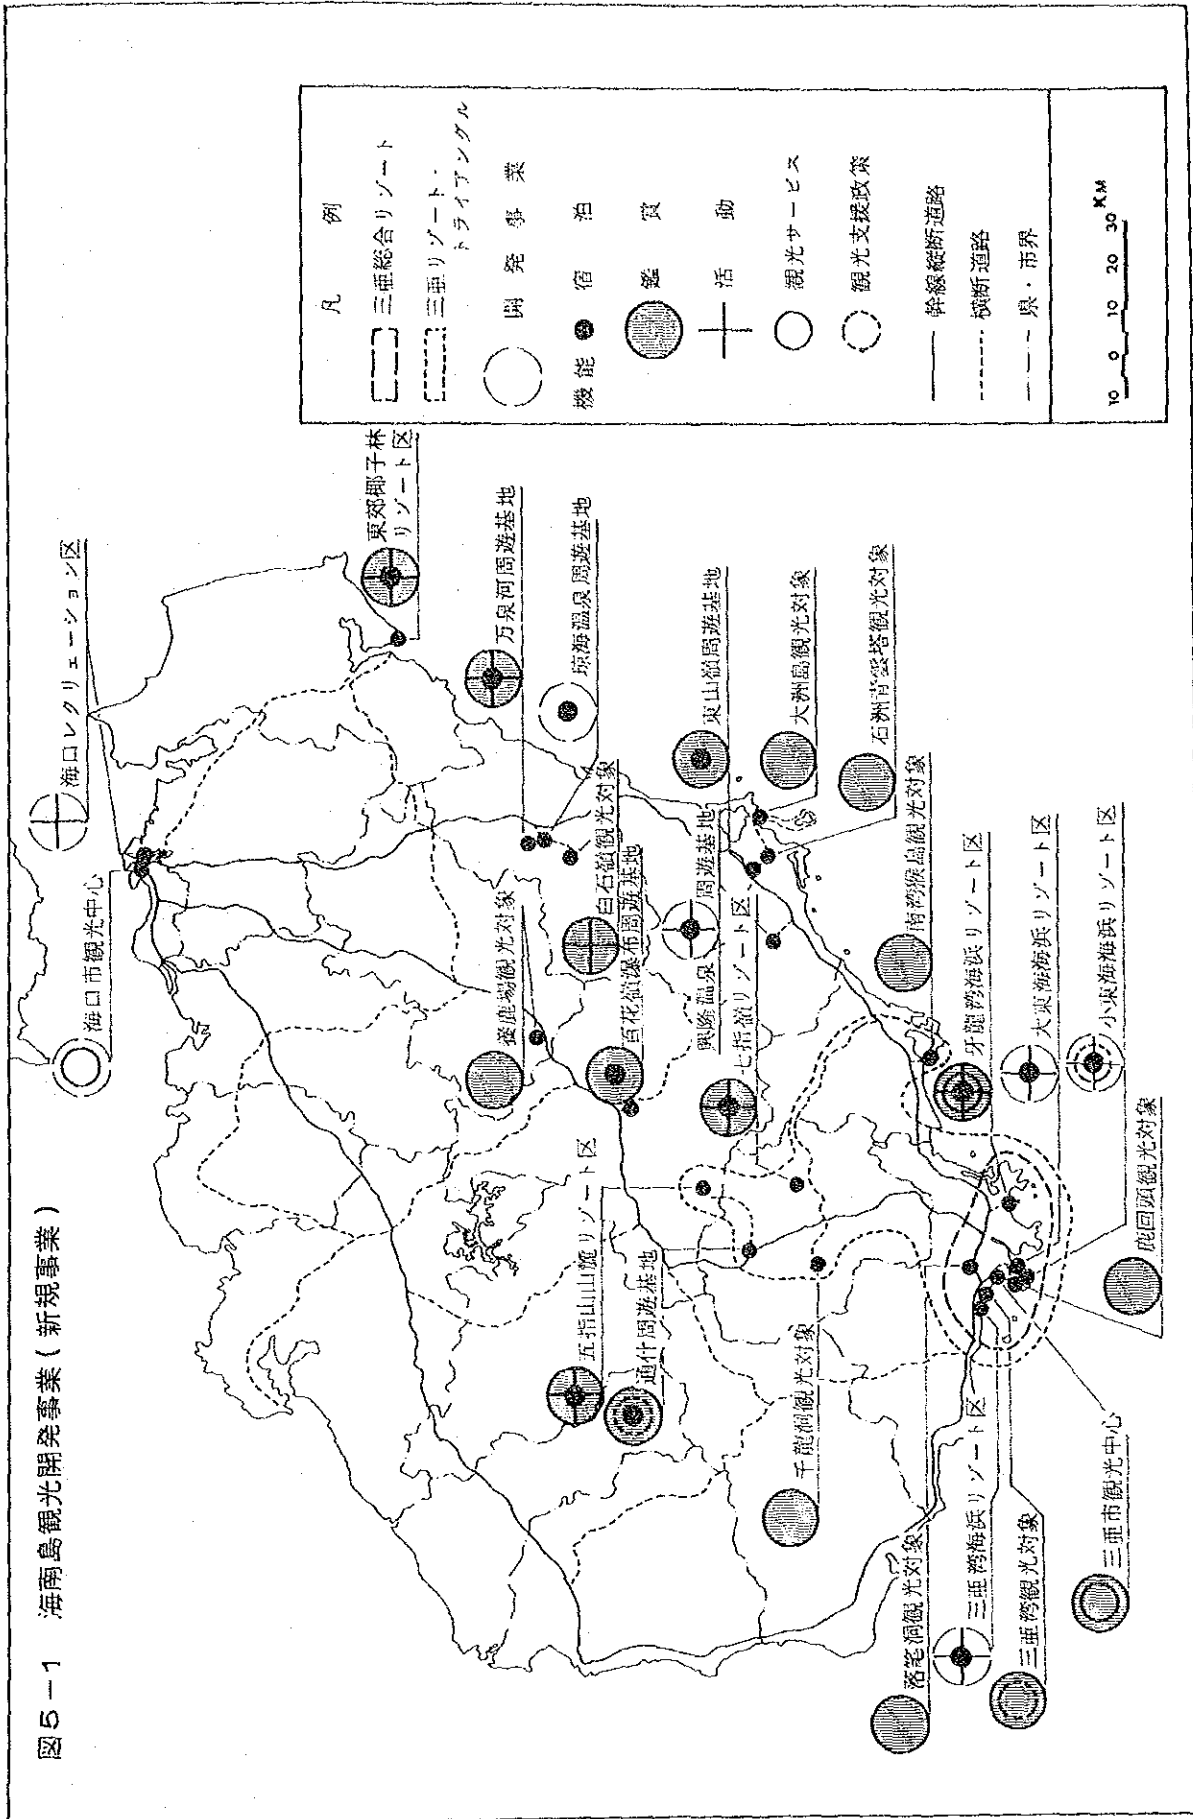 図5－1　海南島観光開発事業（新規事業）
海口市観光中心
海口レクリューション区
東郊椰子林
リゾート区
万泉河周遊基地
琼海温泉周遊基地
養鹿場観光対象
白石嶺観光対象
百花嶺瀑布周遊基地
東山嶺周遊基地
興隆温泉周遊基地
大洲島観光対象
七指嶺リゾート区
石洲青雲塔観光対象
五指山山麓リゾート区
通什周遊基地
南湾猴島観光対象
千龍洞観光対象
牙龍湾海浜リゾート区
大東海海浜リゾート区
小東海海浜リゾート区
落笔洞観光対象
三亜湾海浜リゾート区
三亜湾観光対象
三亜市観光中心
鹿回頭観光対象
凡例
三亜総合リゾート
三亜リゾート・
トライアングル
開発事業
機能　宿泊
鑑賞
活動
観光サービス
観光支援政策
幹線縦断道路
横断道路
県・市界
10 0 10 20 30 KM